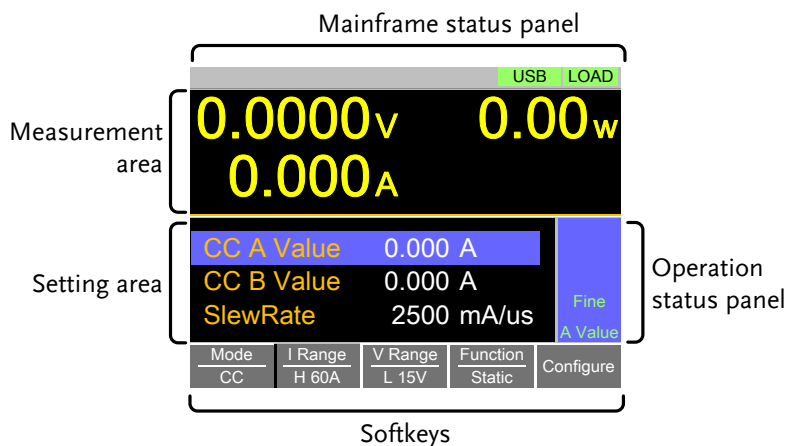 Mainframe status panel
USB LOAD
Measurement area
0.0000V 0.00W
0.000A
Setting area
CC A Value 0.000 A
CC B Value 0.000 A
SlewRate 2500 mA/us
Fine
A Value
Operation status panel
Mode I Range V Range Function Configure
CC H 60A L 15V Static
Softkeys